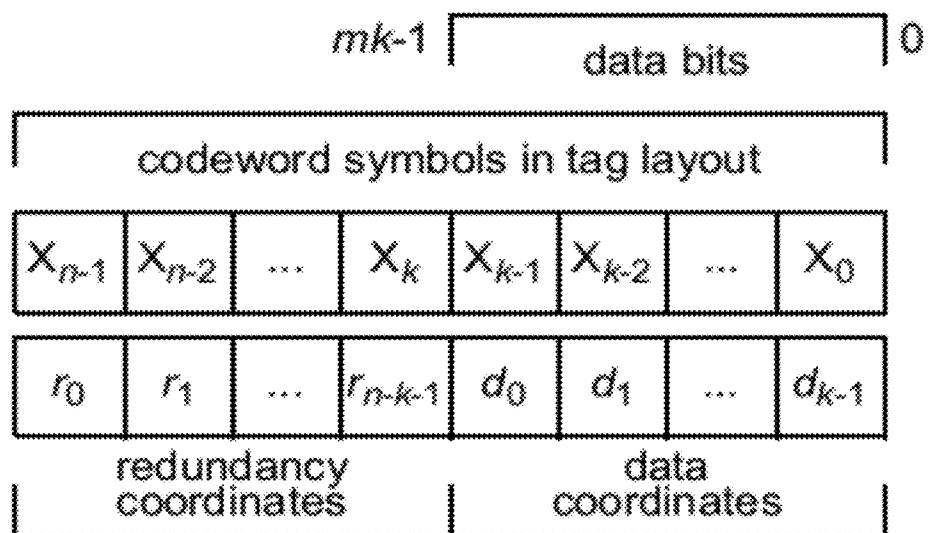 mk-1 data bits 0
codeword symbols in tag layout
Xn-1 Xn-2 ... Xk Xk-1 Xk-2 ... X0
r0 r1 ... rn-k-1 d0 d1 ... dk-1
redundancy data
coordinates coordinates